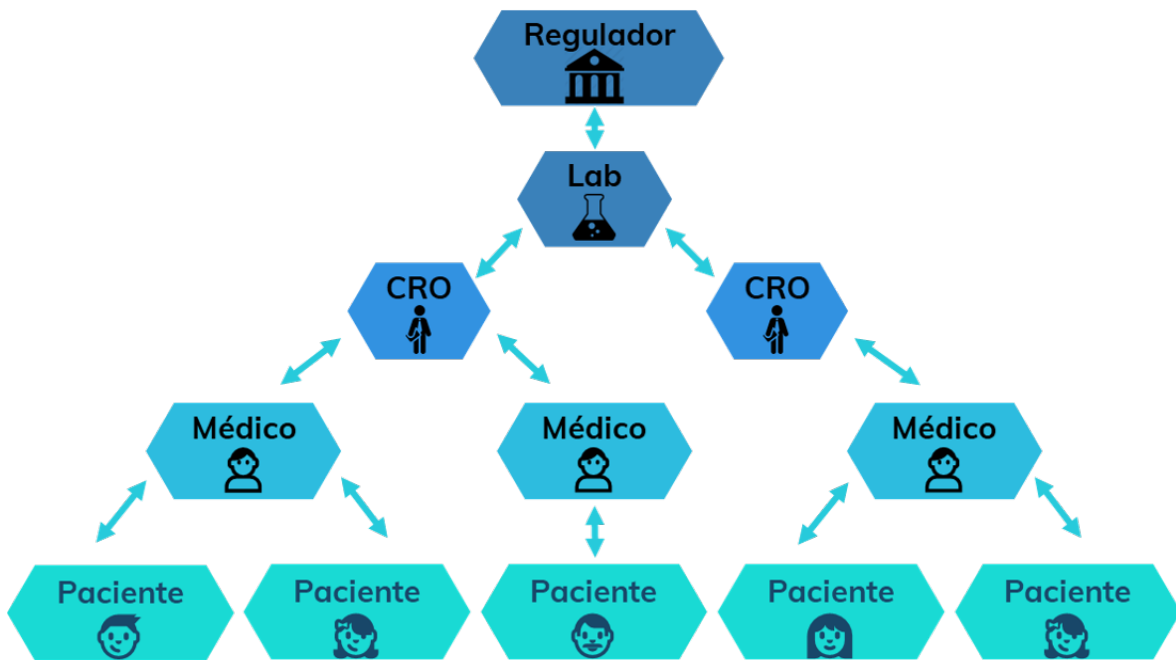 Regulador
Lab
CRO
CRO
Médico
Médico
Médico
Paciente
Paciente
Paciente
Paciente
Paciente